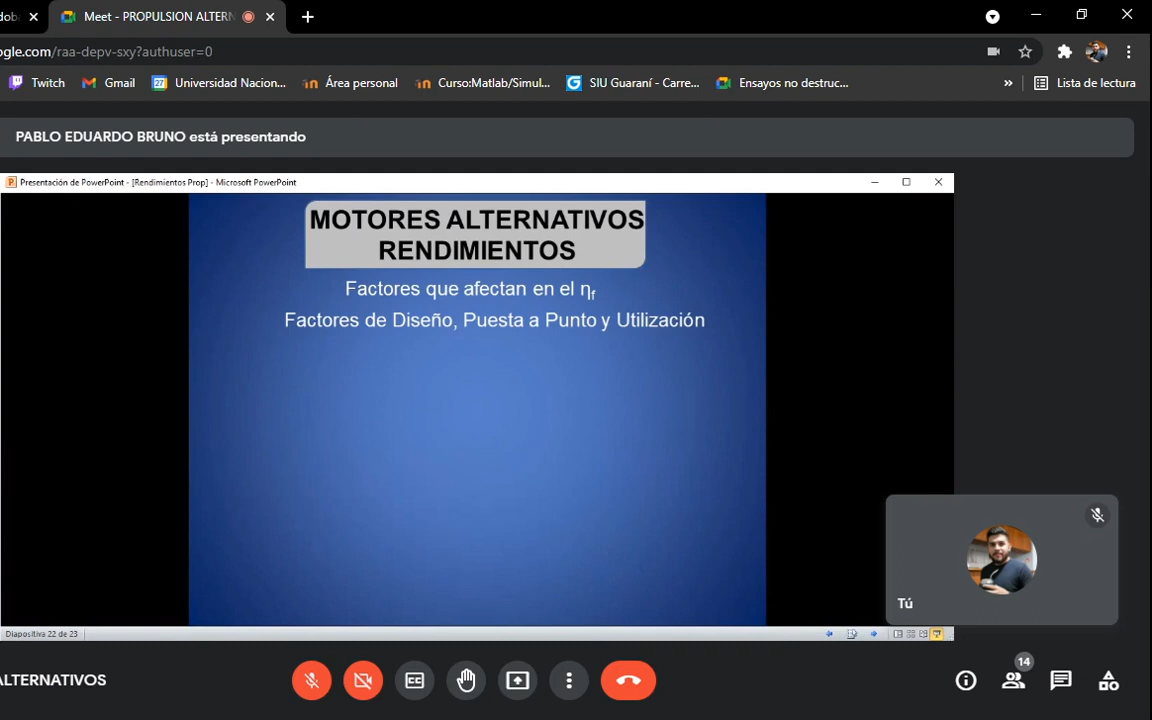 Meet - PROPULSION ALTERN
ogle.com/raa-depv-sxy?authuser=0
Twitch
Gmail
27
Universidad Nacion...
Área personal
Curso:Matlab/Simul...
SIU Guaraní - Carre...
Ensayos no destruc...
»
Lista de lectura
PABLO EDUARDO BRUNO está presentando
Presentación de PowerPoint - [Rendimientos Prop] - Microsoft PowerPoint
MOTORES ALTERNATIVOS
RENDIMIENTOS
Factores que afectan en el ηf
Factores de Diseño, Puesta a Punto y Utilización
Tú
Diapositiva 22 de 23
ALTERNATIVOS
CC
14